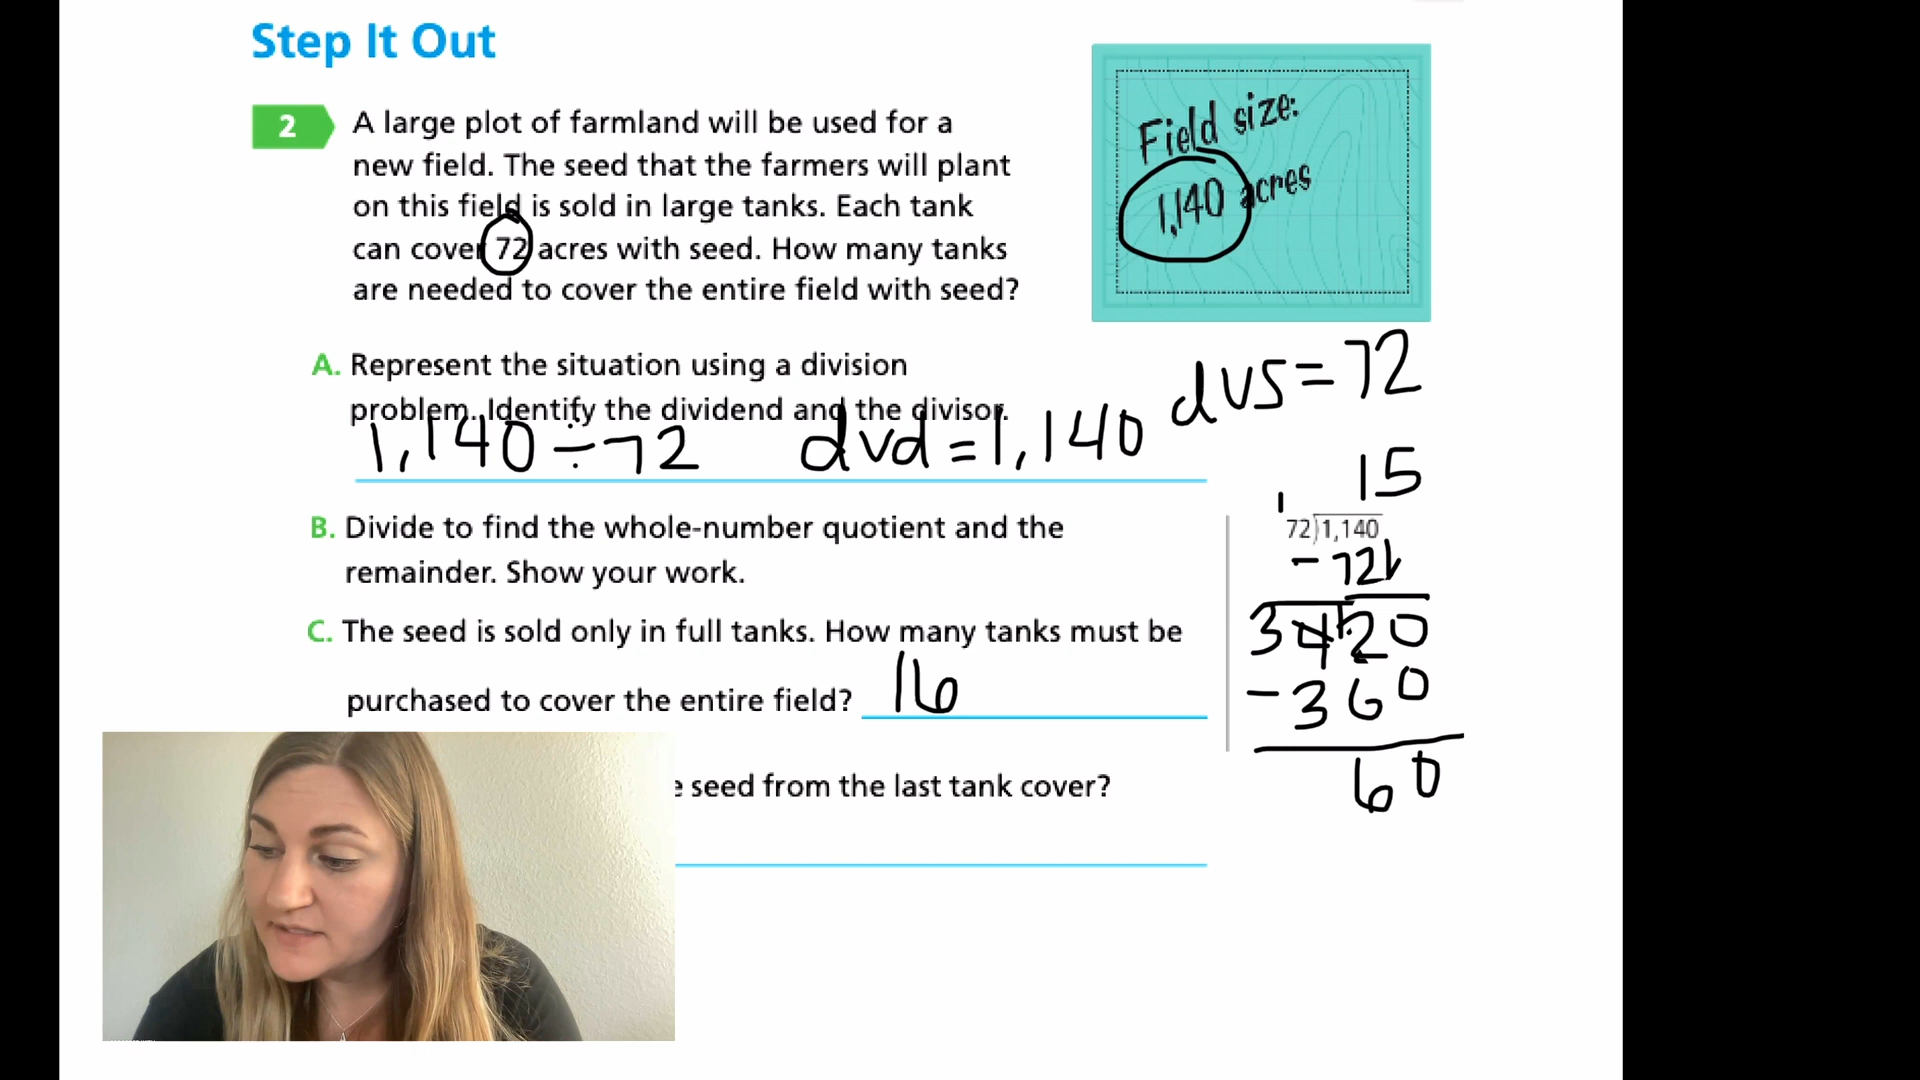 Step It Out
2 A large plot of farmland will be used for a
new field. The seed that the farmers will plant
on this field is sold in large tanks. Each tank
can cover 72 acres with seed. How many tanks
are needed to cover the entire field with seed?
Field size:
1,140 acres
A. Represent the situation using a division
problem. Identify the dividend and the divisor.
dvs=72
1,140÷72 dvd=1,140
B. Divide to find the whole-number quotient and the
remainder. Show your work.
C. The seed is sold only in full tanks. How many tanks must be
purchased to cover the entire field? 16
seed from the last tank cover?
15
1
72)1,140
-72
3 4 12 0
-360
60